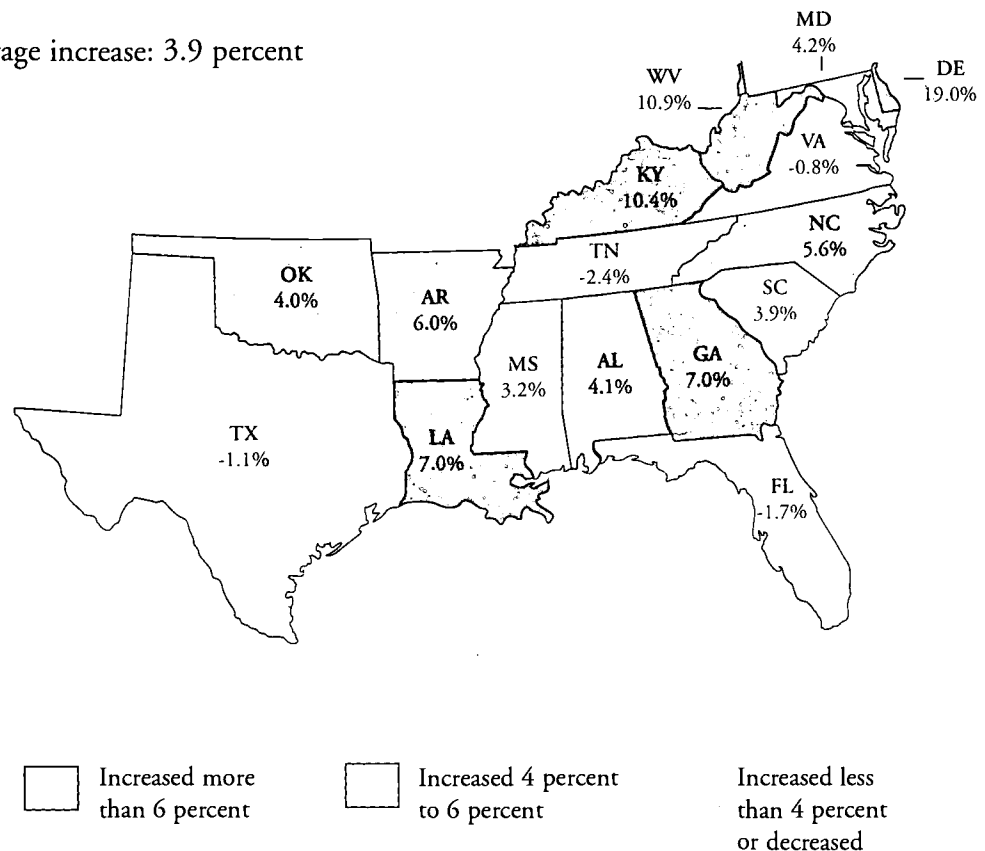 increase: 3.9 percent
MD
4.2%
WV
10.9%
DE
19.0%
VA
-0.8%
KY
10.4%
NC
5.6%
TN
-2.4%
OK
4.0%
AR
6.0%
SC
3.9%
MS
3.2%
AL
4.1%
GA
7.0%
TX
-1.1%
LA
7.0%
FL
-1.7%
Increased more
than 6 percent
Increased 4 percent
to 6 percent
Increased less
than 4 percent
or decreased